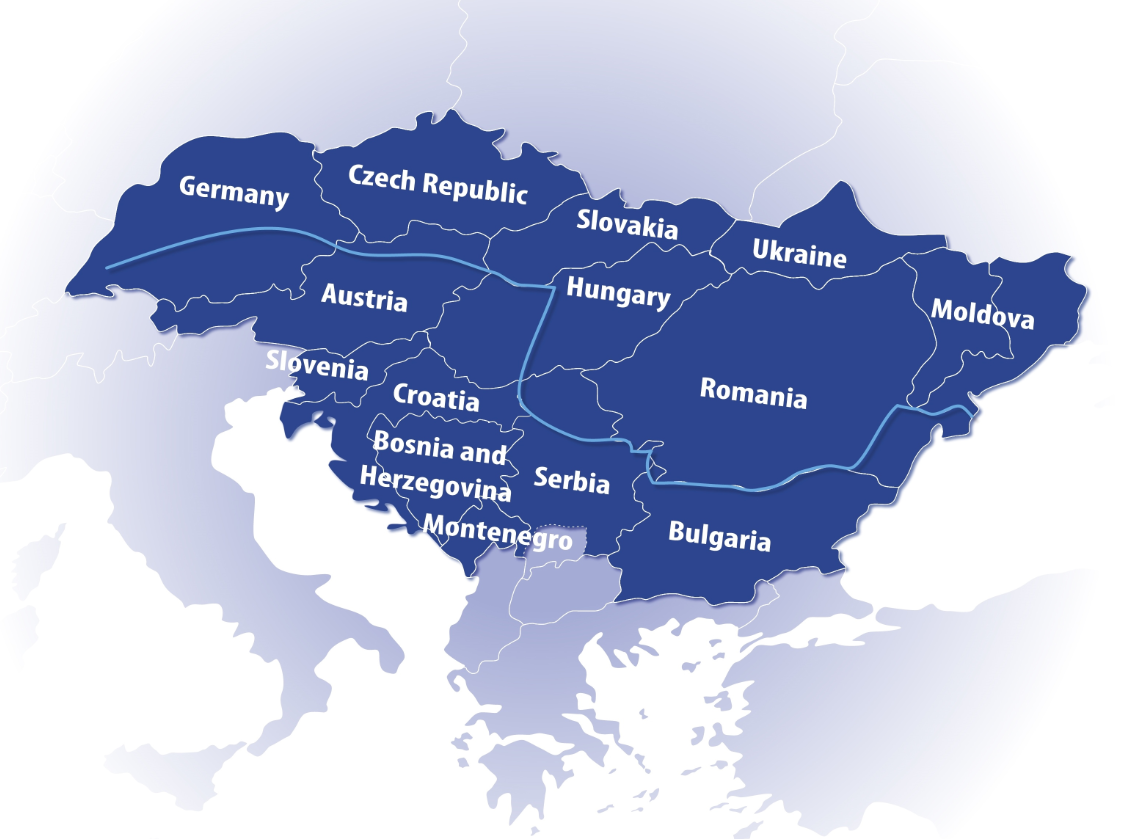 Germany
Czech Republic
Slovakia
Ukraine
Austria
Hungary
Moldova
Slovenia
Croatia
Romania
Bosnia and
Herzegovina
Serbia
Montenegro
Bulgaria